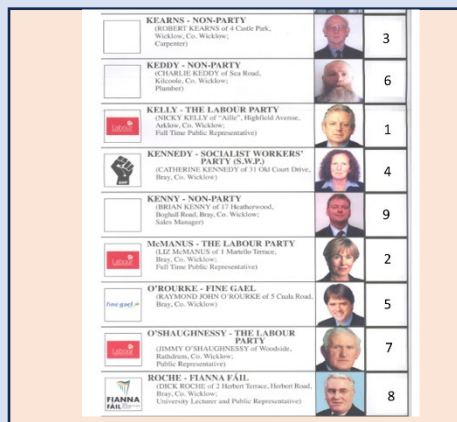 KEARNS - NON-PARTY
(ROBERT KEARNS of 4 Castle Park,
Wicklow, Co. Wicklow;
Carpenter)
3
KEDDY - NON-PARTY
(CHARLIE KEDDY of Sea Road,
Kilcoole, Co. Wicklow;
Plumber)
6
Labour
KELLY - THE LABOUR PARTY
(NICKY KELLY of "Ailie", Highfield Avenue,
Arklow, Co. Wicklow;
Full Time Public Representative)
1
KENNEDY - SOCIALIST WORKERS'
PARTY (S.W.P.)
(CATHERINE KENNEDY of 31 Old Court Drive,
Bray, Co. Wicklow)
4
KENNY - NON-PARTY
(BRIAN KENNY of 17 Heatherwood,
Boghall Road, Bray, Co. Wicklow;
Sales Manager)
9
Labour
McMANUS - THE LABOUR PARTY
(LIZ McMANUS of 1 Martello Terrace,
Bray, Co. Wicklow;
Full Time Public Representative)
2
fine gael
O'ROURKE - FINE GAEL
(RAYMOND JOHN O'ROURKE of 5 Cuala Road,
Bray, Co. Wicklow)
5
Labour
O'SHAUGHNESSY - THE LABOUR
PARTY
(JIMMY O'SHAUGHNESSY of Woodside,
Rathdrum, Co. Wicklow;
Public Representative)
7
FIANNA
FÁIL
ROCHE - FIANNA FÁIL
(DICK ROCHE of 2 Herbert Terrace, Herbert Road,
Bray, Co. Wicklow;
University Lecturer and Public Representative)
8